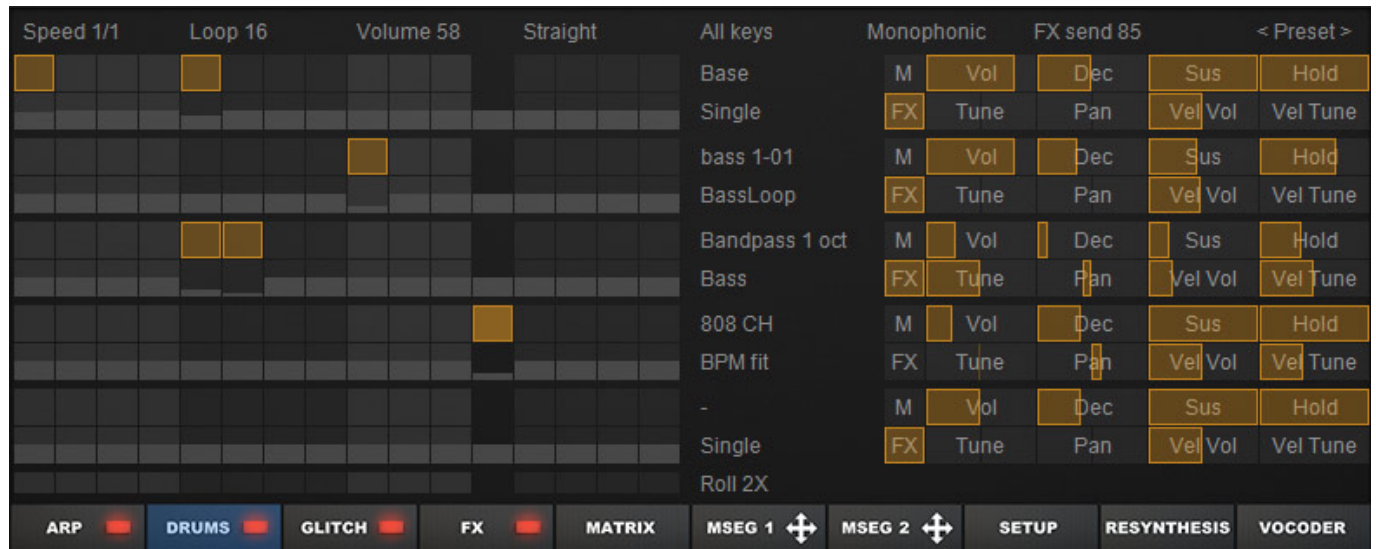 Speed 1/1 Loop 16 Volume 58 Straight All keys Monophonic FX send 85 < Preset >
Base M Vol Dec Sus Hold
Single FX Tune Pan Vel Vol Vel Tune
bass 1-01 M Vol Dec Sus Hold
BassLoop FX Tune Pan Vel Vol Vel Tune
Bandpass 1 oct M Vol Dec Sus Hold
Bass FX Tune Pan Vel Vol Vel Tune
808 CH M Vol Dec Sus Hold
BPM fit FX Tune Pan Vel Vol Vel Tune
- M Vol Dec Sus Hold
Single FX Tune Pan Vel Vol Vel Tune
Roll 2X
ARP DRUMS GLITCH FX MATRIX MSEG 1 MSEG 2 SETUP RESYNTHESIS VOCODER